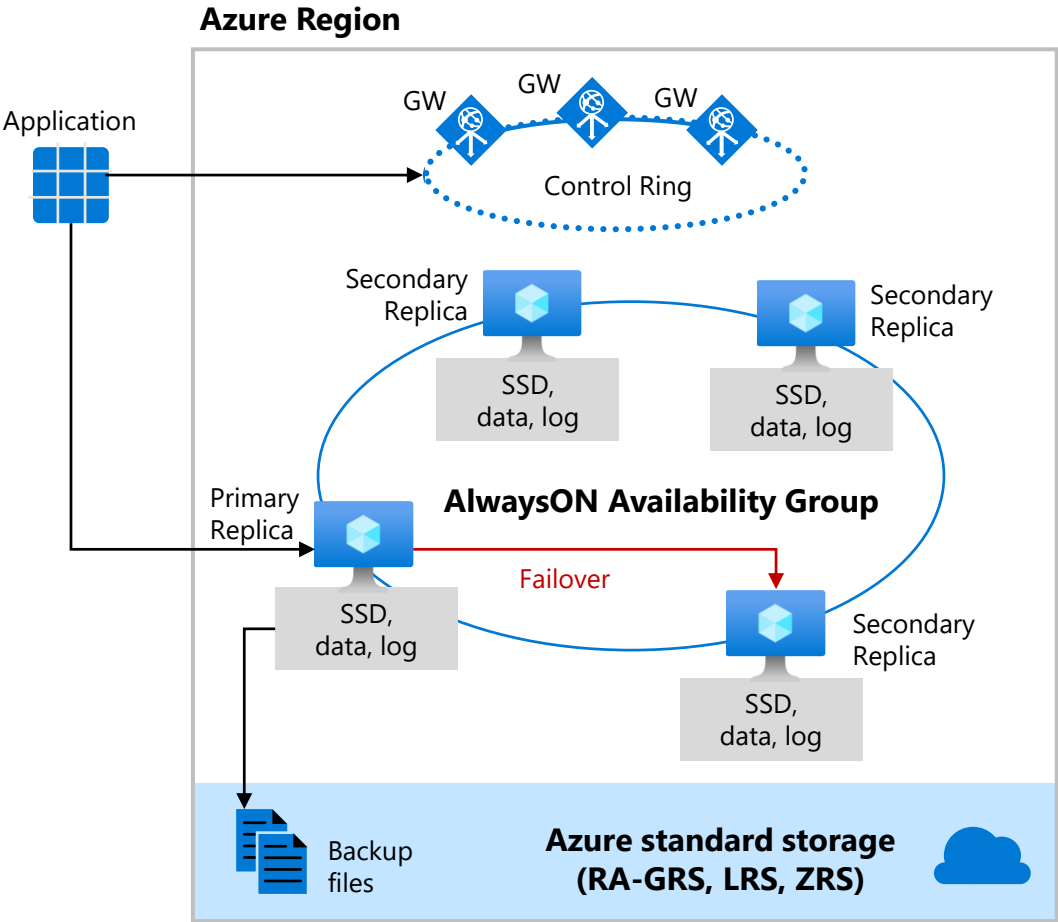 Azure Region
Application
GW
GW
GW
Control Ring
Secondary
Replica
SSD,
data, log
Secondary
Replica
SSD,
data, log
AlwaysON Availability Group
Primary
Replica
SSD,
data, log
Failover
Secondary
Replica
SSD,
data, log
Backup
files
Azure standard storage
(RA-GRS, LRS, ZRS)